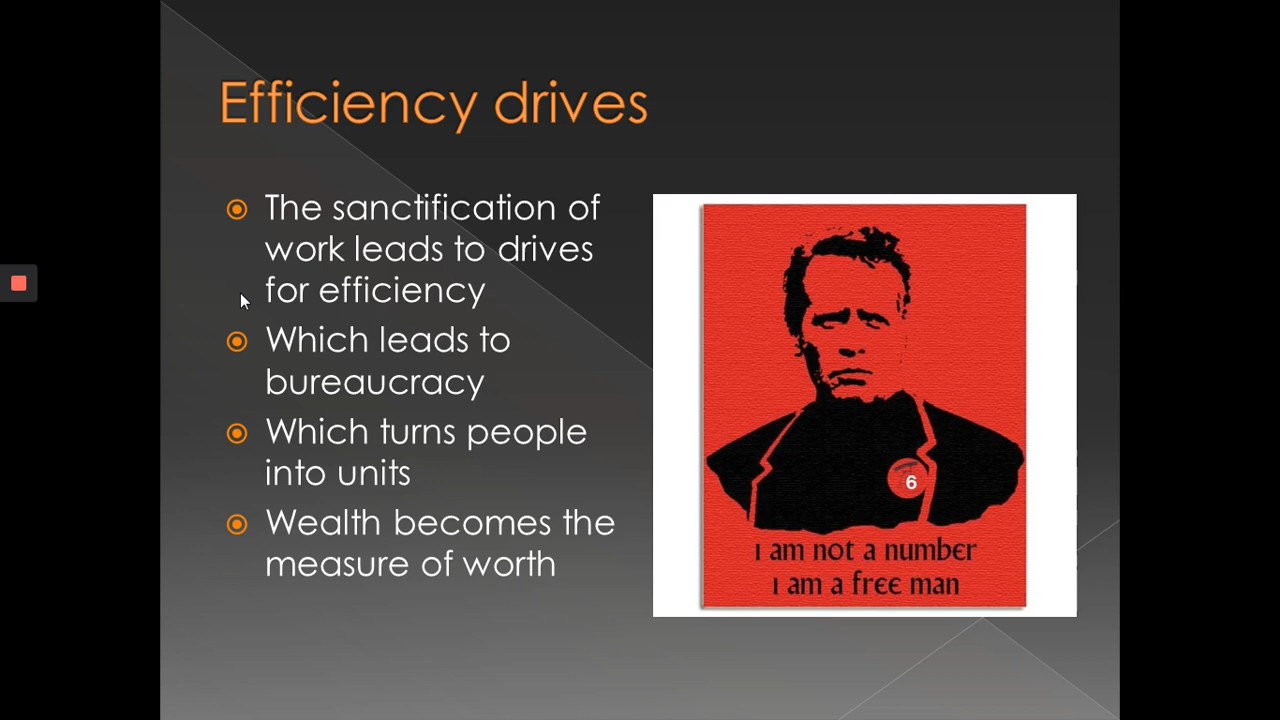 Efficiency drives
The sanctification of
work leads to drives
for efficiency
Which leads to
bureaucracy
Which turns people
into units
Wealth becomes the
measure of worth
6
I am not a number
I am a free man